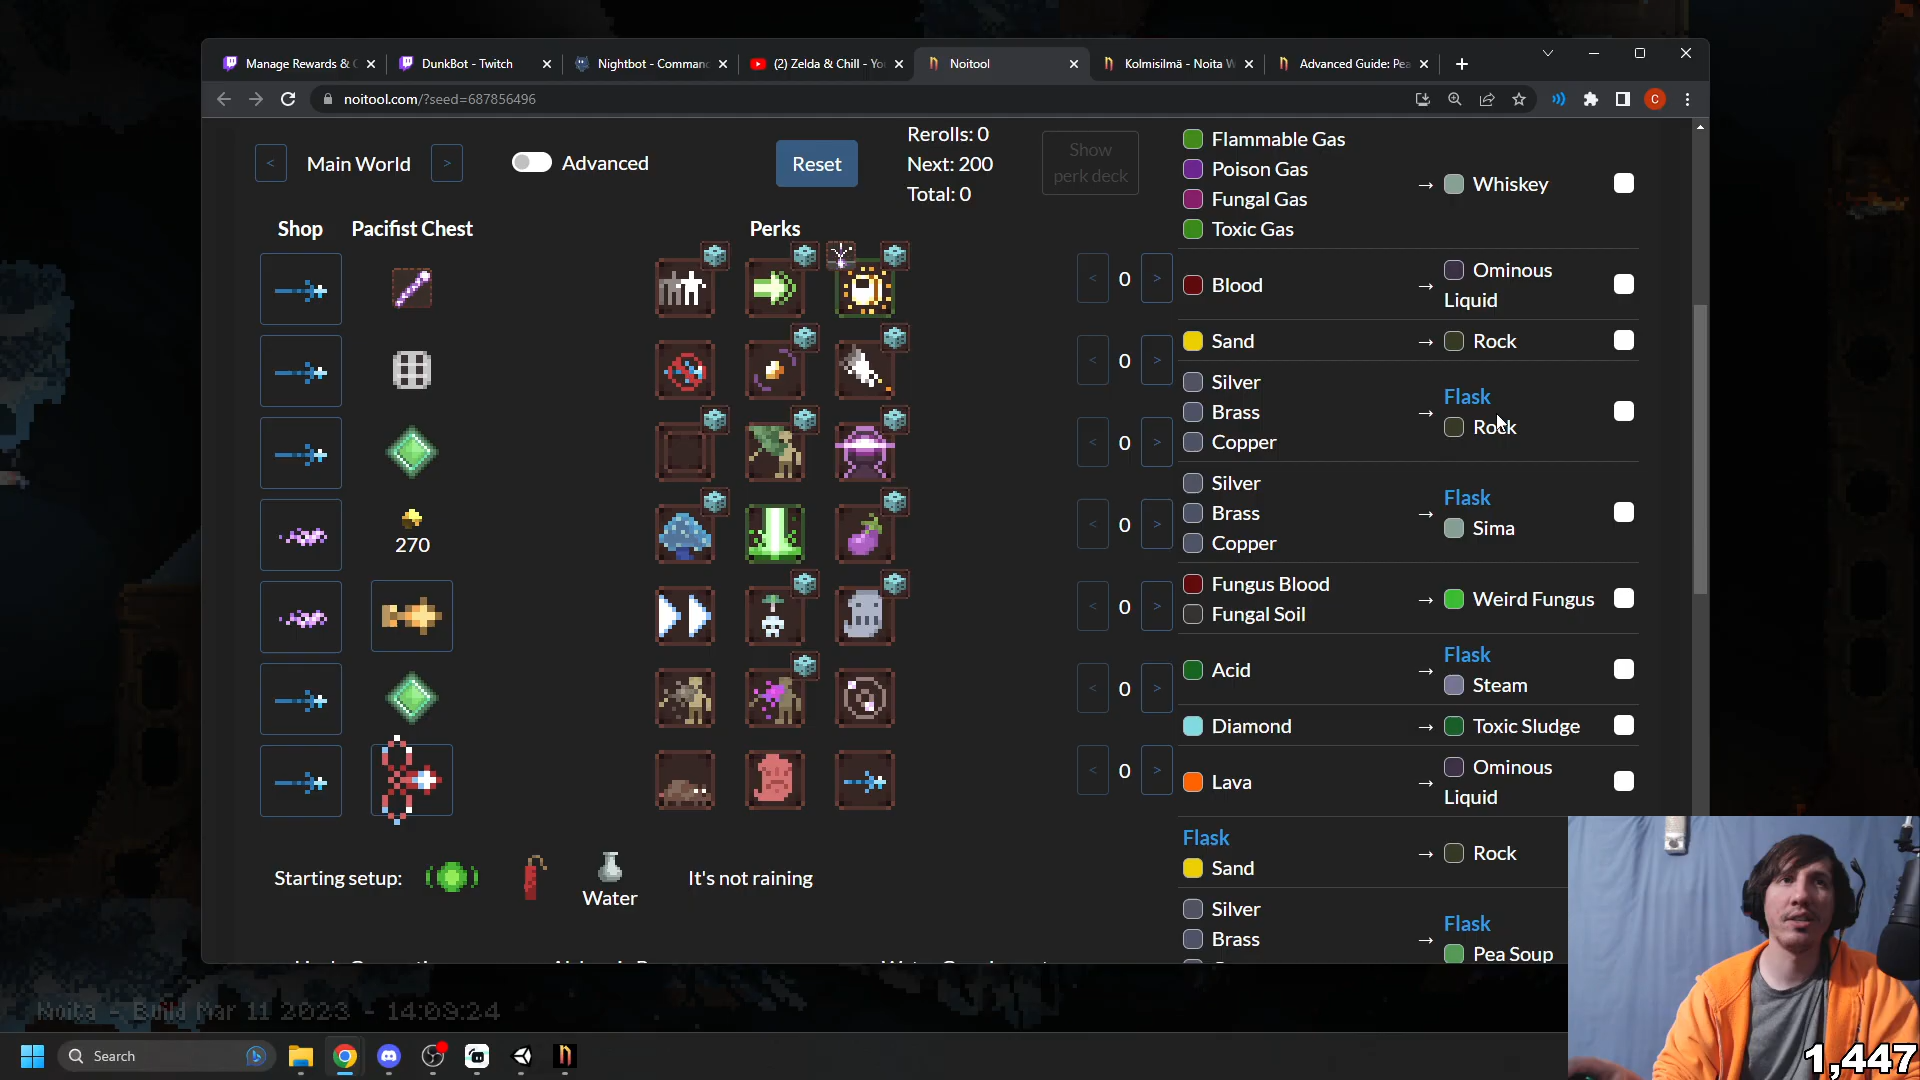 Manage Rewards & C
DunkBot - Twitch
Nightbot - Comman
(2) Zelda & Chill - Yo
Noitool
Kolmisilmä - Noita W
Advanced Guide: Pea
noitool.com/?seed=687856496
C
Main World
Advanced
Reset
Rerolls: 0
Next: 200
Total: 0
Show
perk deck
Shop
Pacifist Chest
Perks
270
0
0
0
0
0
0
0
Starting setup:
Water
It's not raining
Flammable Gas
Poison Gas
Fungal Gas
Toxic Gas
→ Whiskey
Blood → Ominous
Liquid
Sand → Rock
Silver
Brass
Copper
→ Flask
Rock
Silver
Brass
Copper
→ Flask
Sima
Fungus Blood
Fungal Soil
→ Weird Fungus
Acid → Flask
Steam
Diamond → Toxic Sludge
Lava → Ominous
Liquid
Flask
Sand → Rock
Silver
Brass
→ Flask
Pea Soup
Noita - Build Mar 11 2023 - 14:09:24
Search
1,447